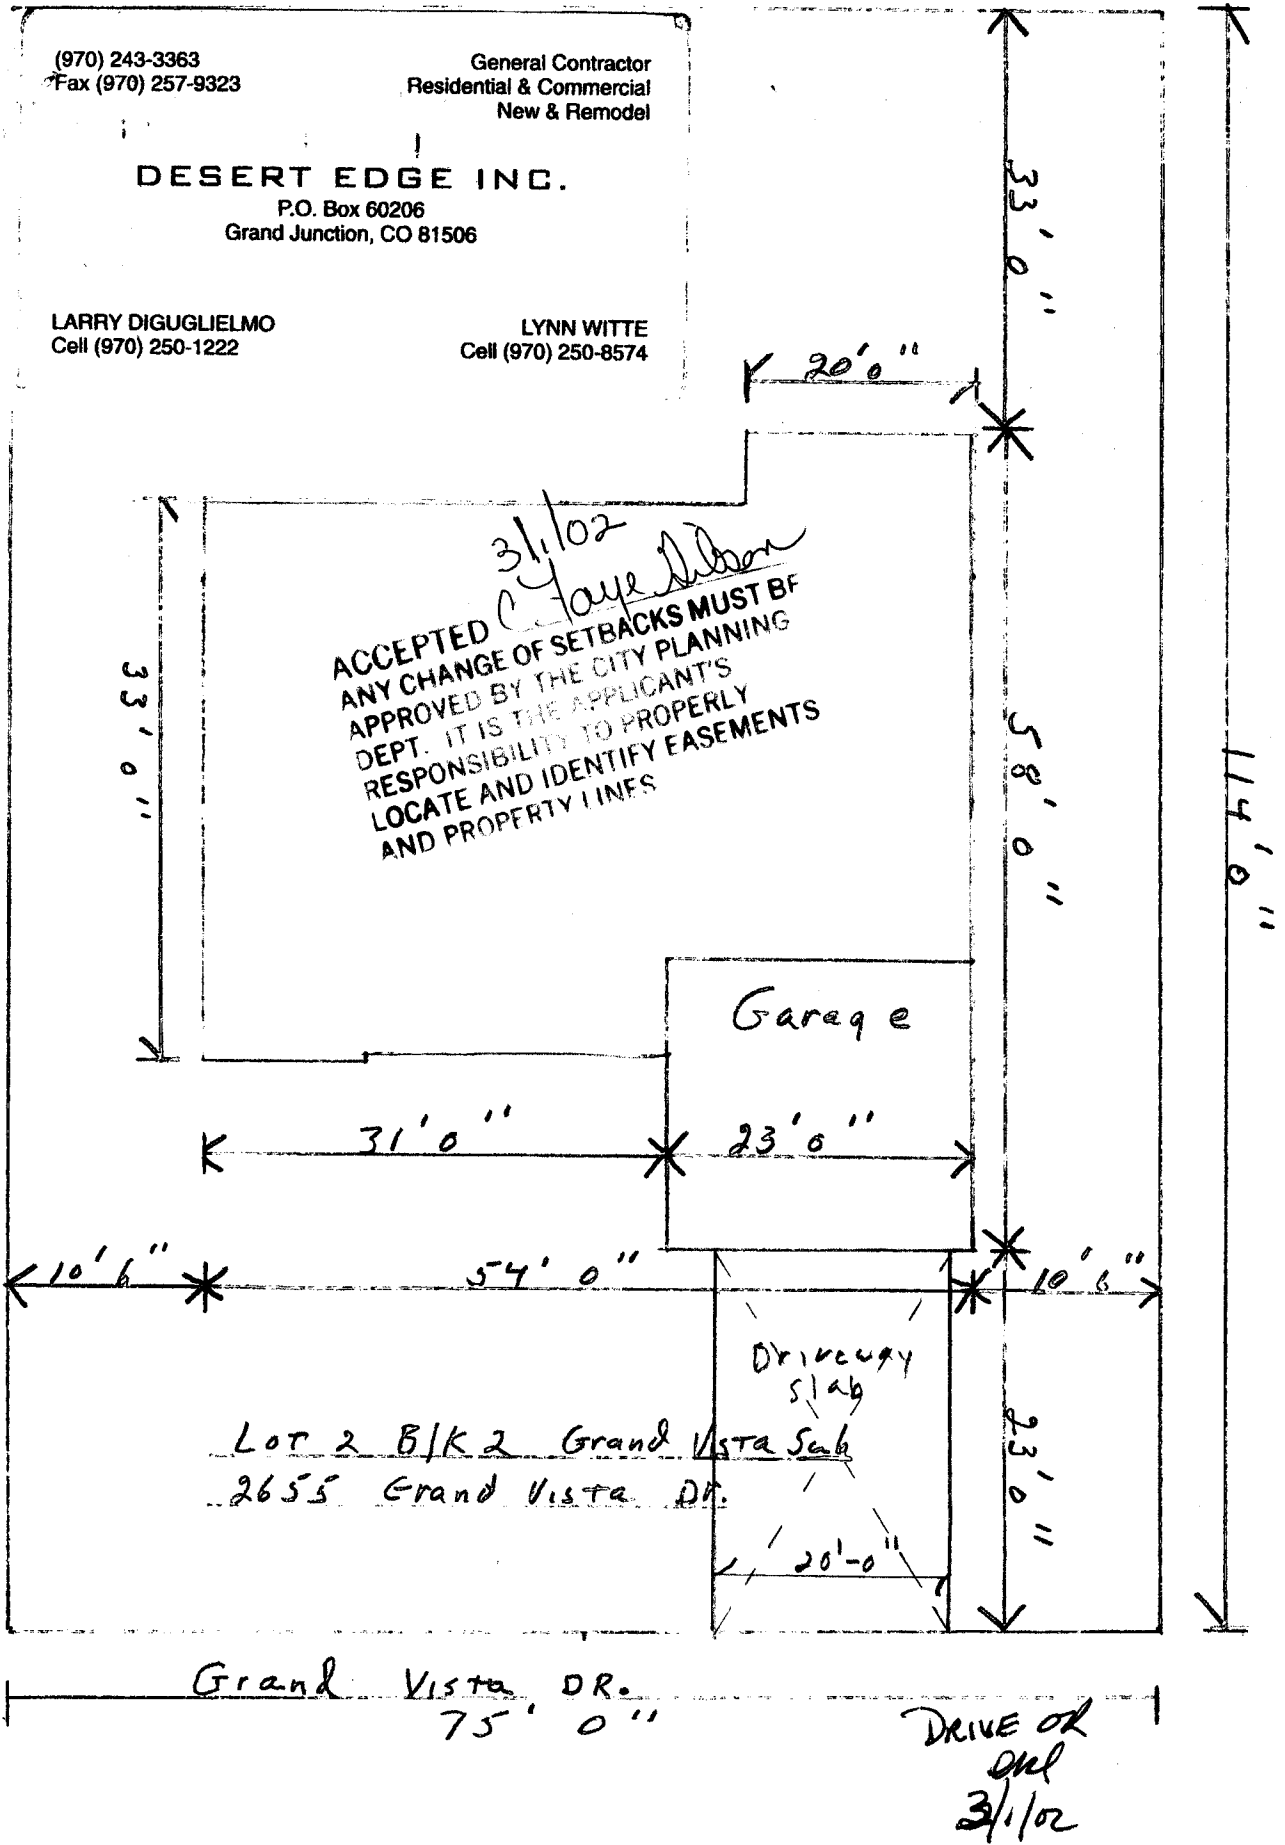 (970) 243-3363
Fax (970) 257-9323
General Contractor
Residential & Commercial
New & Remodel
DESERT EDGE INC.
P.O. Box 60206
Grand Junction, CO 81506
LARRY DIGUGLIELMO
Cell (970) 250-1222
LYNN WITTE
Cell (970) 250-8574
33'0"
20'0"
3/1/02
C. Faye Gibson
ACCEPTED
ANY CHANGE OF SETBACKS MUST BE
APPROVED BY THE CITY PLANNING
DEPT. IT IS THE APPLICANT'S
RESPONSIBILITY TO PROPERLY
LOCATE AND IDENTIFY EASEMENTS
AND PROPERTY LINES
33'0"
58'0"
114'0"
Garage
31'0"
23'0"
10'6"
54'0"
10'6"
Driveway
slab
Lot 2 Blk 2 Grand Vista Sub
2655 Grand Vista DR.
23'0"
20'-0"
Grand Vista DR.
75'0"
DRIVE OK
3/1/02